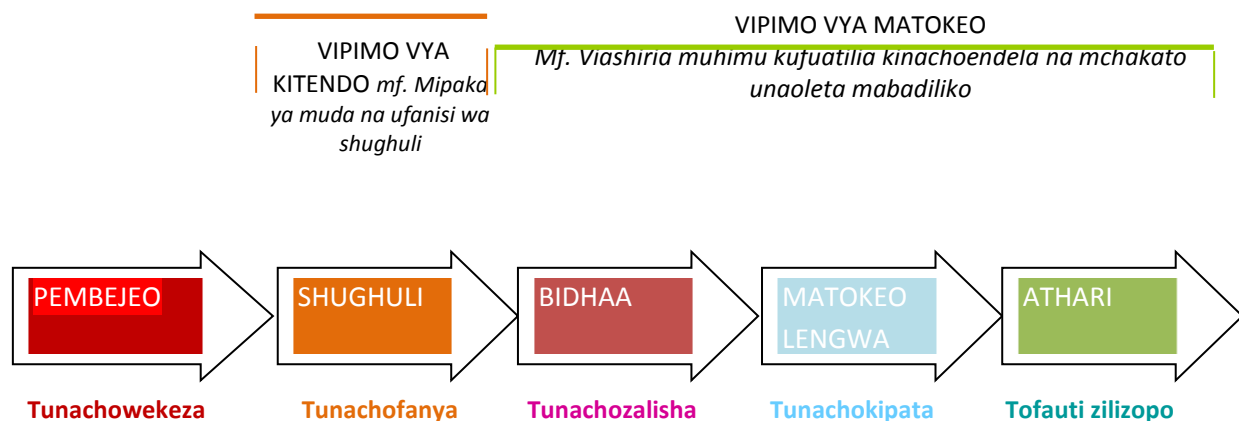 VIPIMO VYA
KITENDO mf. Mipaka
ya muda na ufanisi wa
shughuli
VIPIMO VYA MATOKEO
Mf. Viashiria muhimu kufuatilia kinachoendela na mchakato
unaoleta mabadiliko
PEMBEJEO
SHUGHULI
BIDHAA
MATOKEO
LENGWA
ATHARI
Tunachowekeza
Tunachofanya
Tunachozalisha
Tunachokipata
Tofauti zilizopo